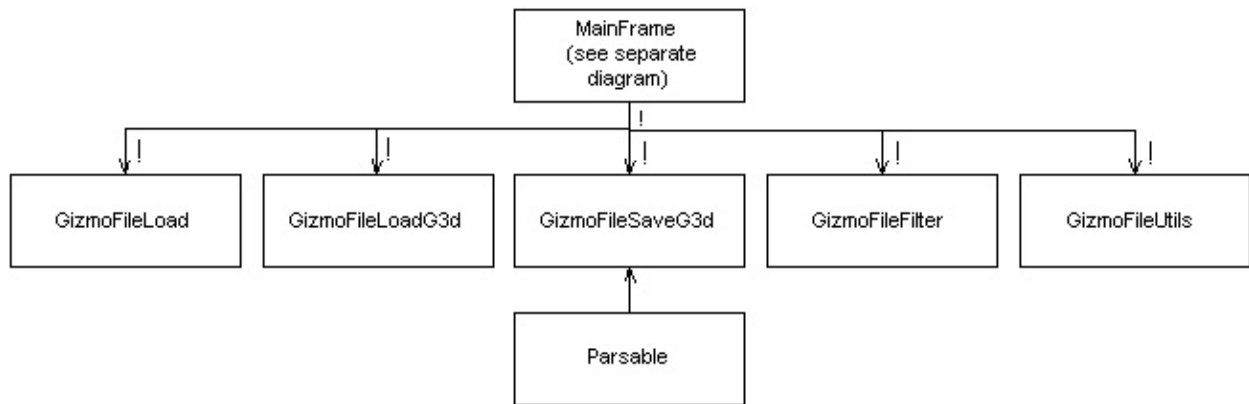 MainFrame
(see separate
diagram)
!
! ! ! ! !
GizmoFileLoad GizmoFileLoadG3d GizmoFileSaveG3d GizmoFileFilter GizmoFileUtils
Parsable